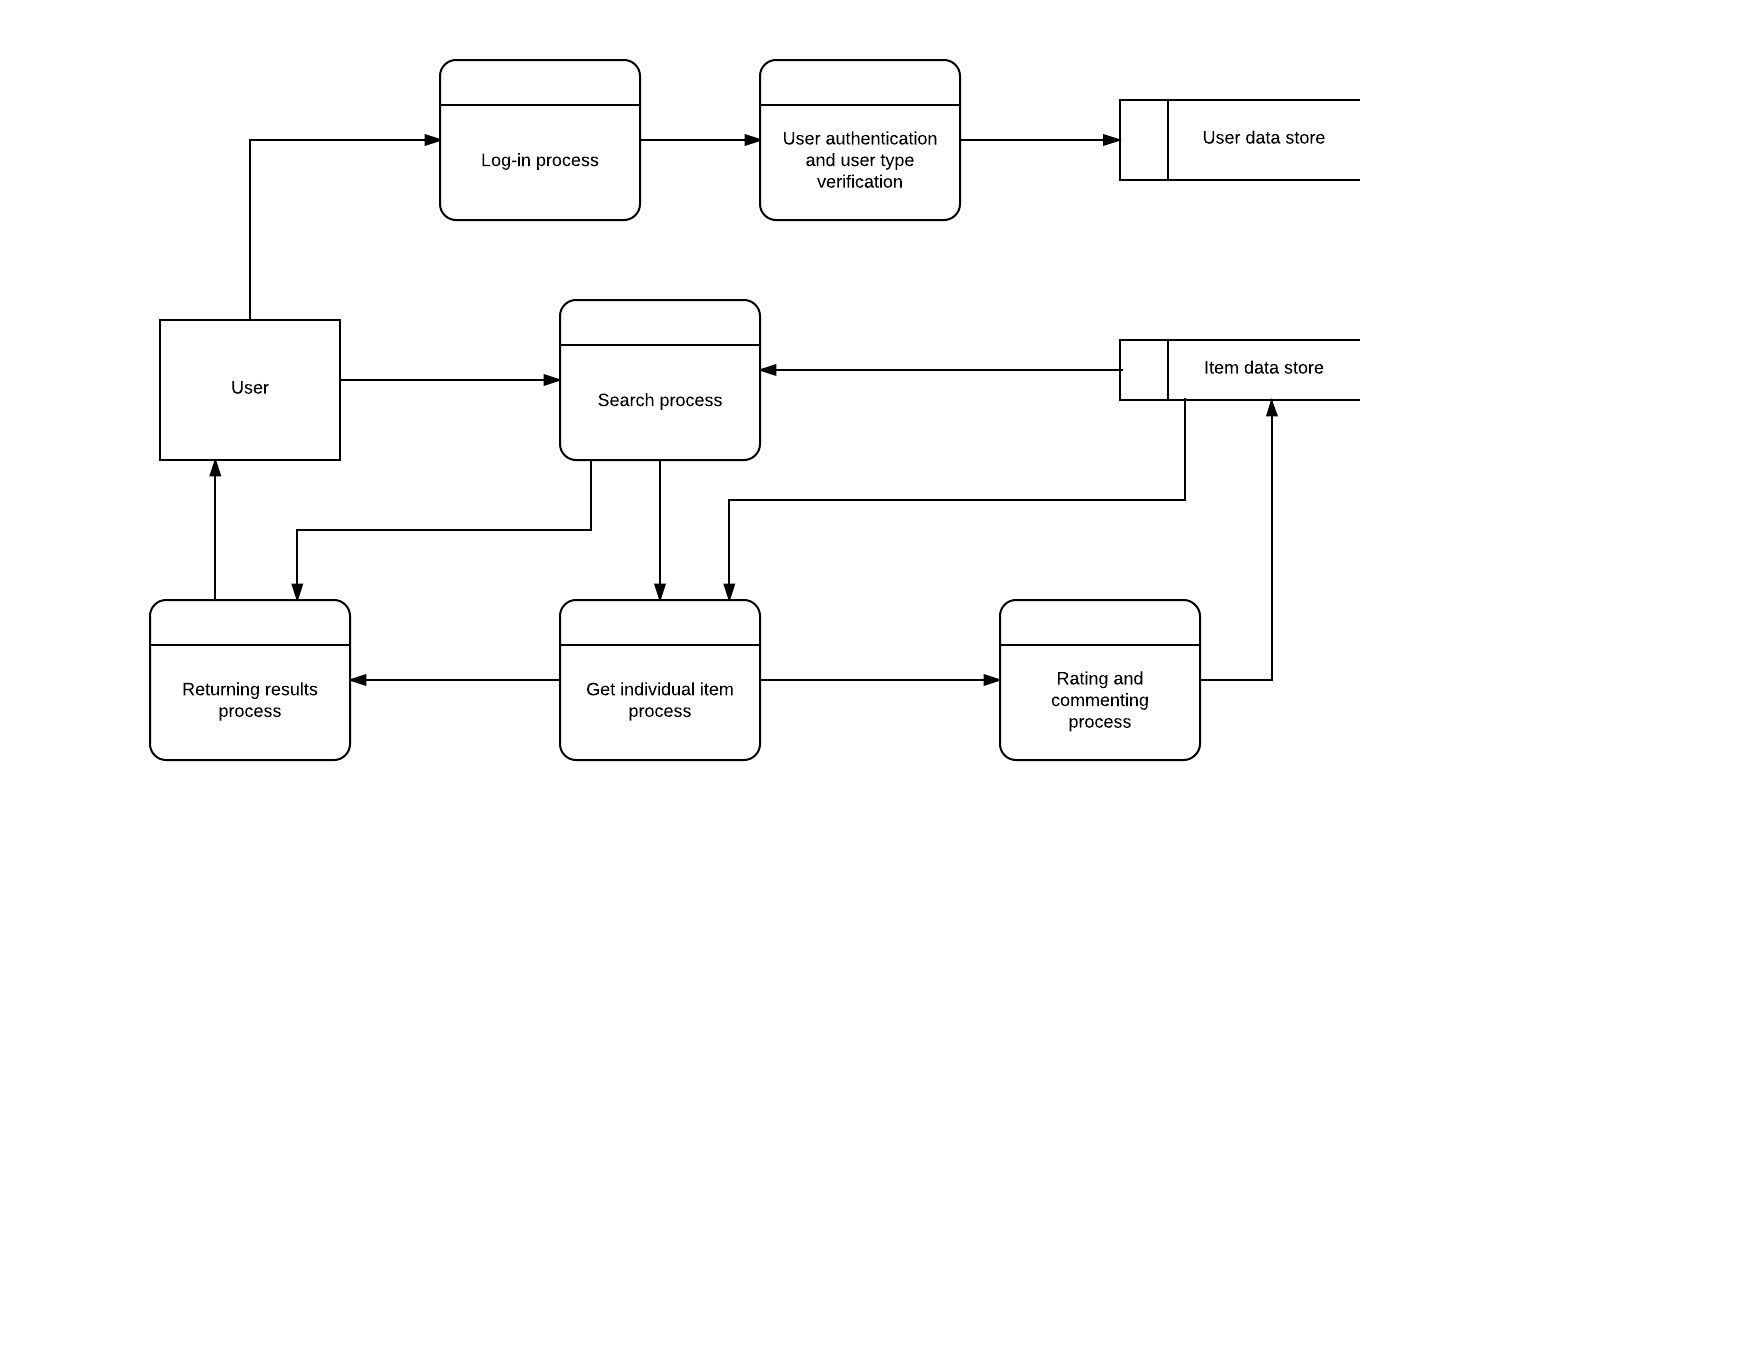 Log-in process
User authentication
and user type
verification
User data store
User
Search process
Item data store
Returning results
process
Get individual item
process
Rating and
commenting
process